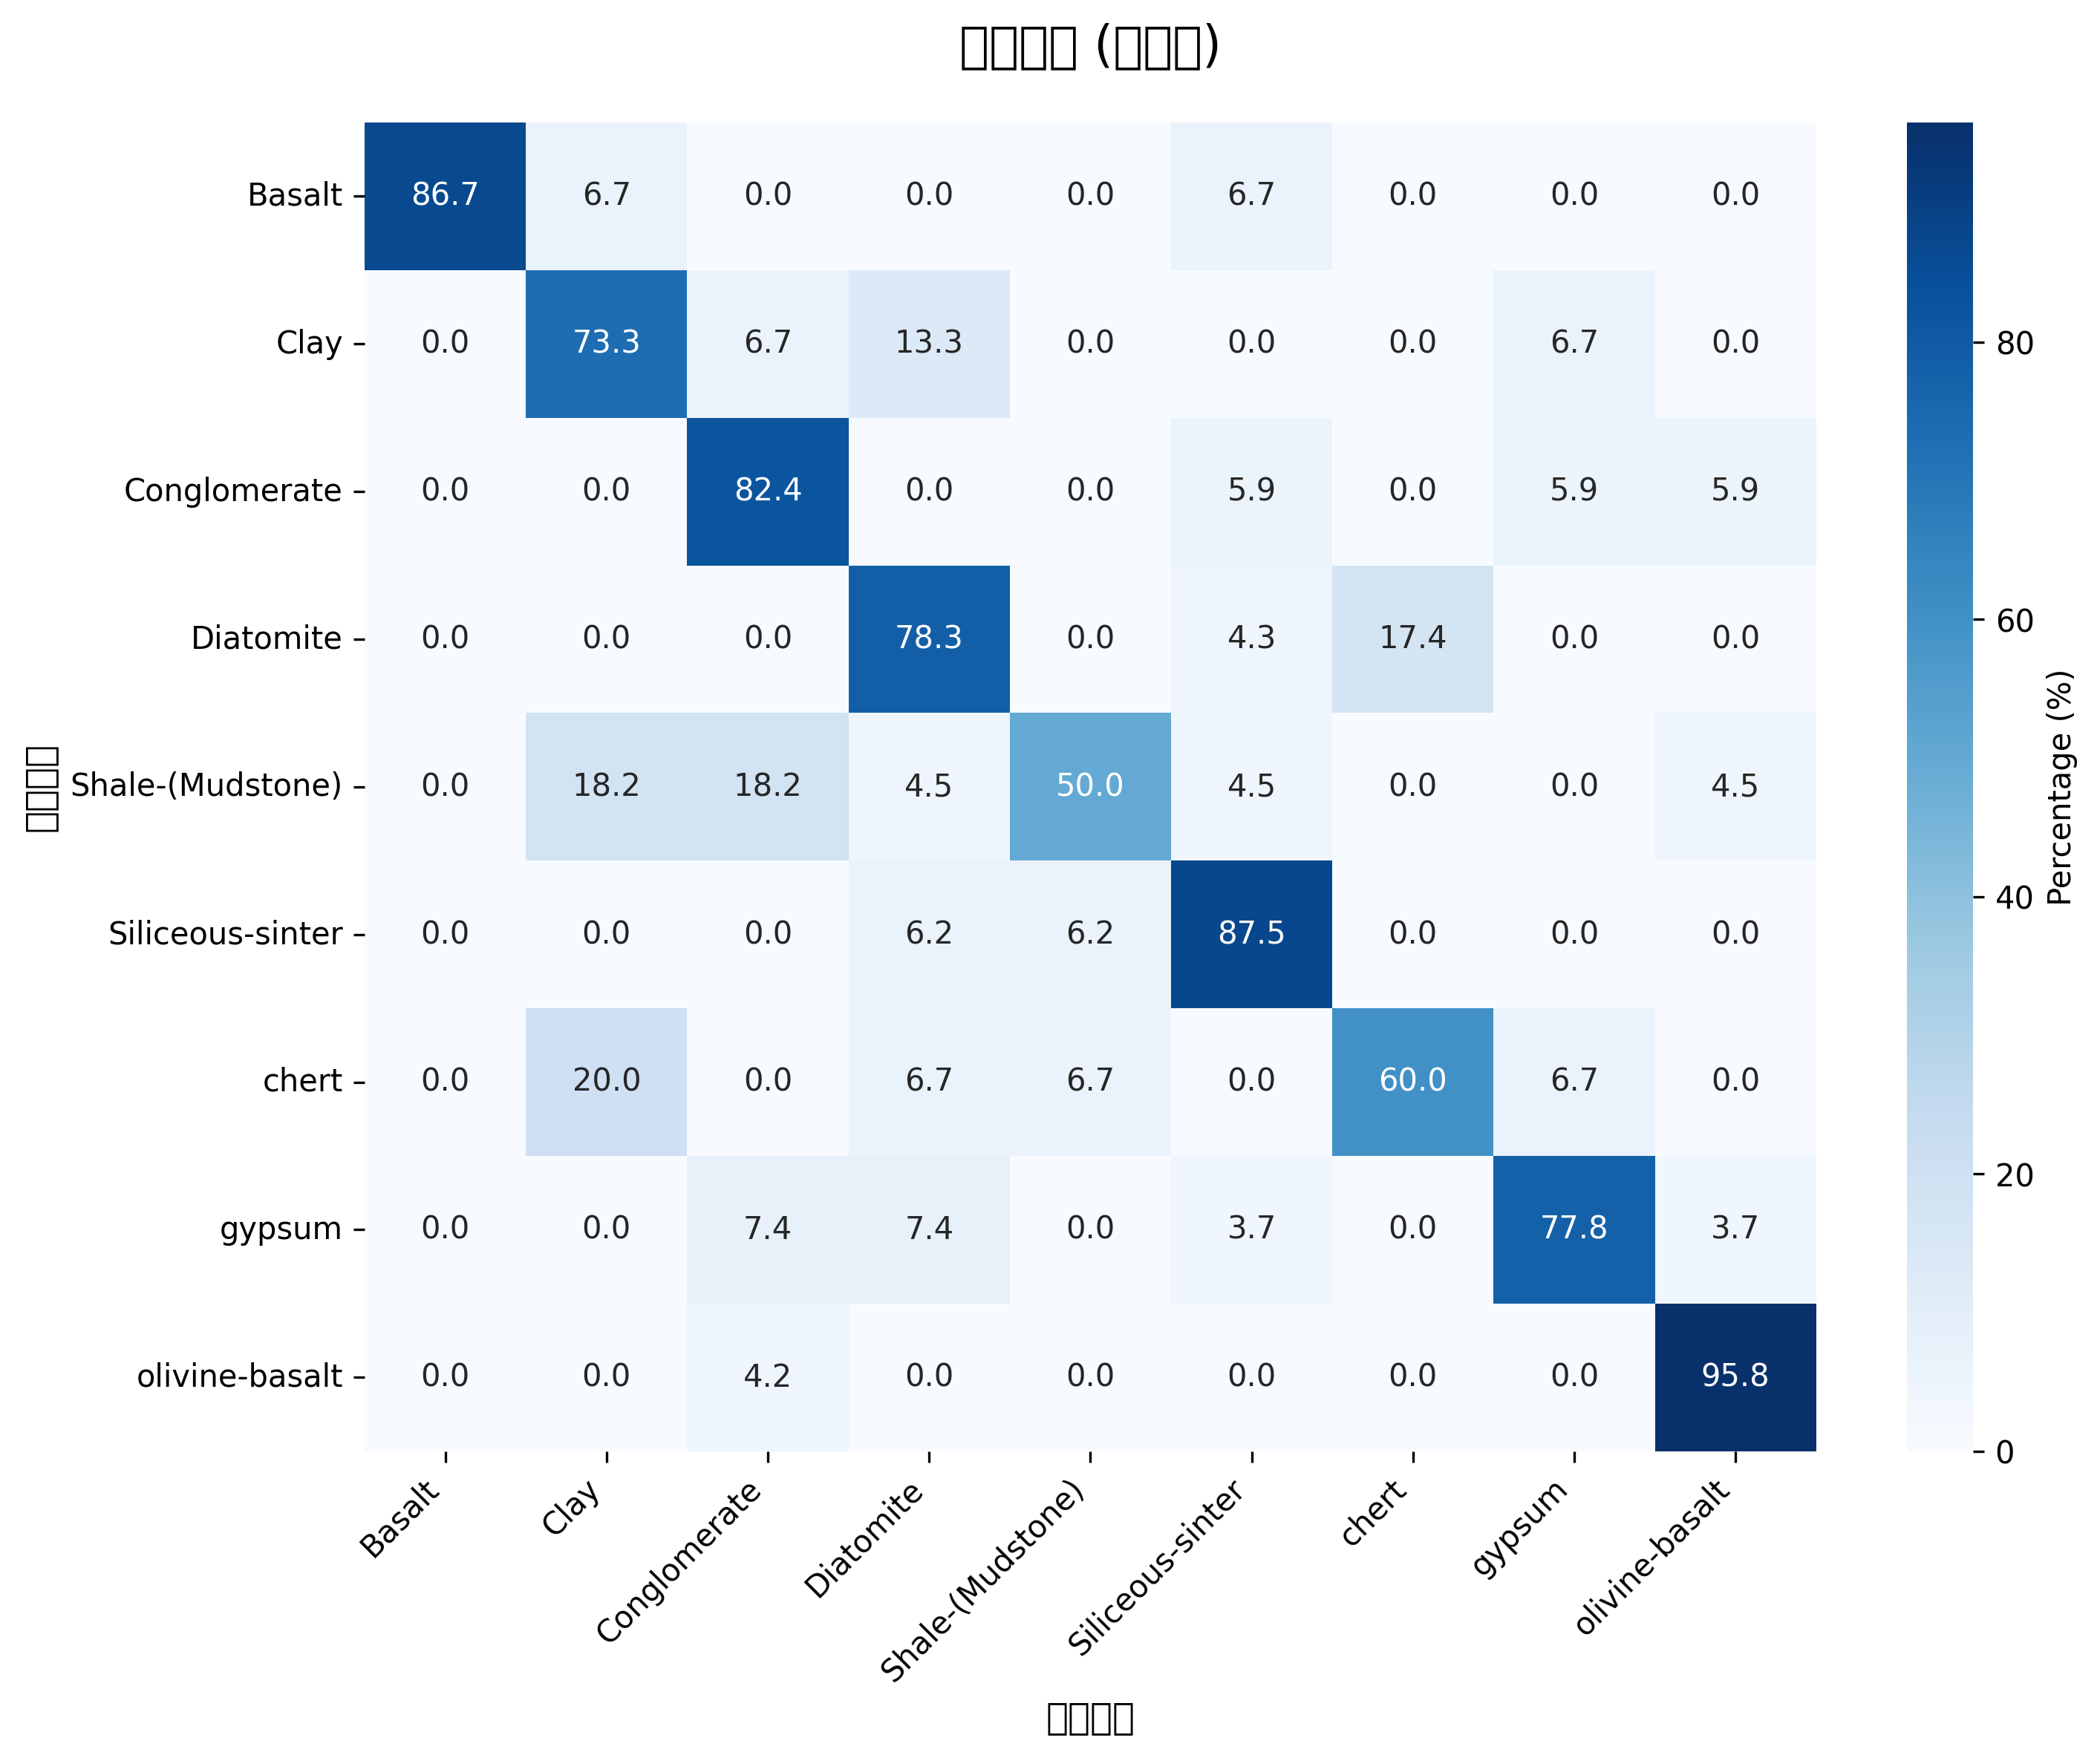 Basalt 86.7 6.7 0.0 0.0 0.0 6.7 0.0 0.0 0.0
Clay 0.0 73.3 6.7 13.3 0.0 0.0 0.0 6.7 0.0
Conglomerate 0.0 0.0 82.4 0.0 0.0 5.9 0.0 5.9 5.9
Diatomite 0.0 0.0 0.0 78.3 0.0 4.3 17.4 0.0 0.0
Shale-(Mudstone) 0.0 18.2 18.2 4.5 50.0 4.5 0.0 0.0 4.5
Siliceous-sinter 0.0 0.0 0.0 6.2 6.2 87.5 0.0 0.0 0.0
chert 0.0 20.0 0.0 6.7 6.7 0.0 60.0 6.7 0.0
gypsum 0.0 0.0 7.4 7.4 0.0 3.7 0.0 77.8 3.7
olivine-basalt 0.0 0.0 4.2 0.0 0.0 0.0 0.0 0.0 95.8
Basalt
Clay
Conglomerate
Diatomite
Shale-(Mudstone)
Siliceous-sinter
chert
gypsum
olivine-basalt
80
60
40
20
0
Percentage (%)